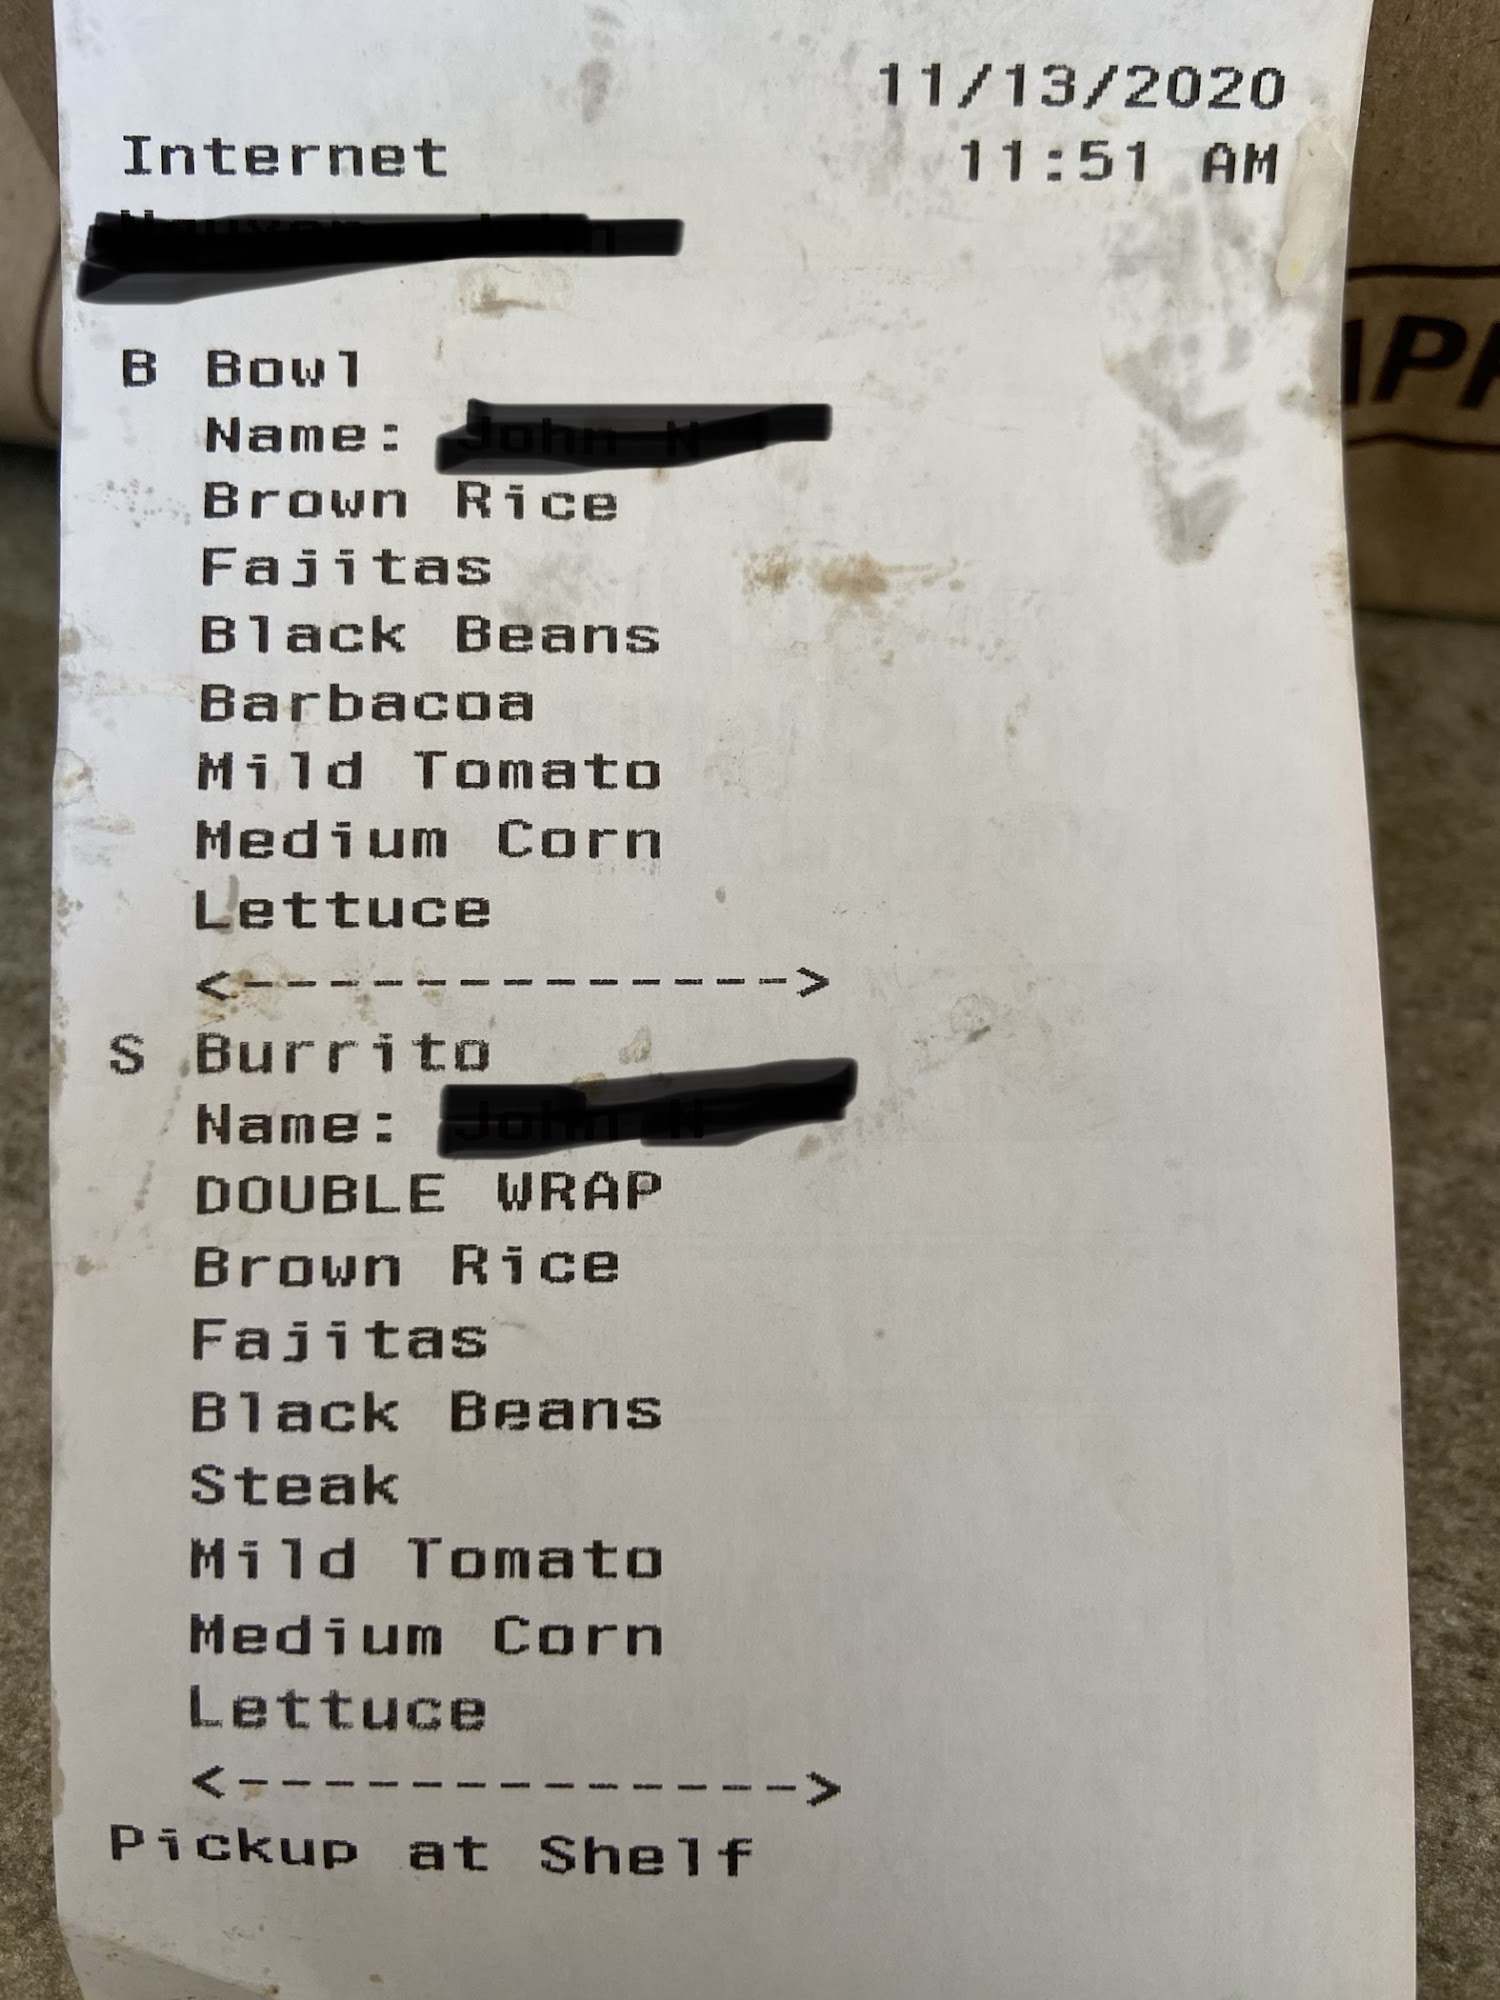 11/13/2020
Internet 11:51 AM
B Bowl
Name:
Brown Rice
Fajitas
Black Beans
Barbacoa
Mild Tomato
Medium Corn
Lettuce
<-------------->
S Burrito
Name:
DOUBLE WRAP
Brown Rice
Fajitas
Black Beans
Steak
Mild Tomato
Medium Corn
Lettuce
<-------------->
Pickup at Shelf